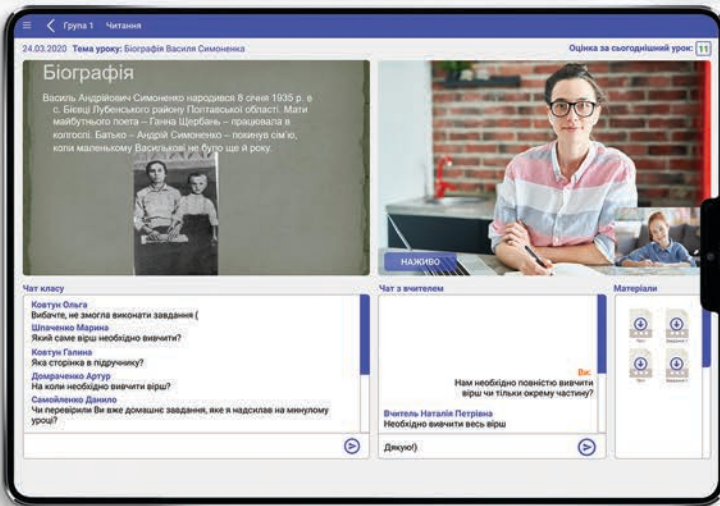 Група 1 Читання
24.03.2020 Тема уроку: Біографія Василя Симоненка
Оцінка за сьогоднішній урок: 11
Біографія
Василь Андрійович Симоненко народився 8 січня 1935 р. в
с. Бієвці Лубенського району Полтавської області. Мати
майбутнього поета – Ганна Щербань – працювала в
колгоспі. Батько – Андрій Симоненко – покинув сім'ю,
коли маленькому Василькові не було ще й року.
НАЖИВО
Чат класу
Ковтун Ольга
Вибачте, не змогла виконати завдання (
Шпаченко Марина
Який саме вірш необхідно вивчити?
Ковтун Галина
Яка сторінка в підручнику?
Домраченко Артур
На коли необхідно вивчити вірш?
Самойленко Данило
Чи перевірили Ви вже домашнє завдання, яке я надсилав на минулому
уроці?
Чат з вчителем
Ви:
Нам необхідно повністю вивчити
вірш чи тільки окрему частину?
Вчитель Наталія Петрівна
Необхідно вивчити весь вірш
Дякую!)
Матеріали